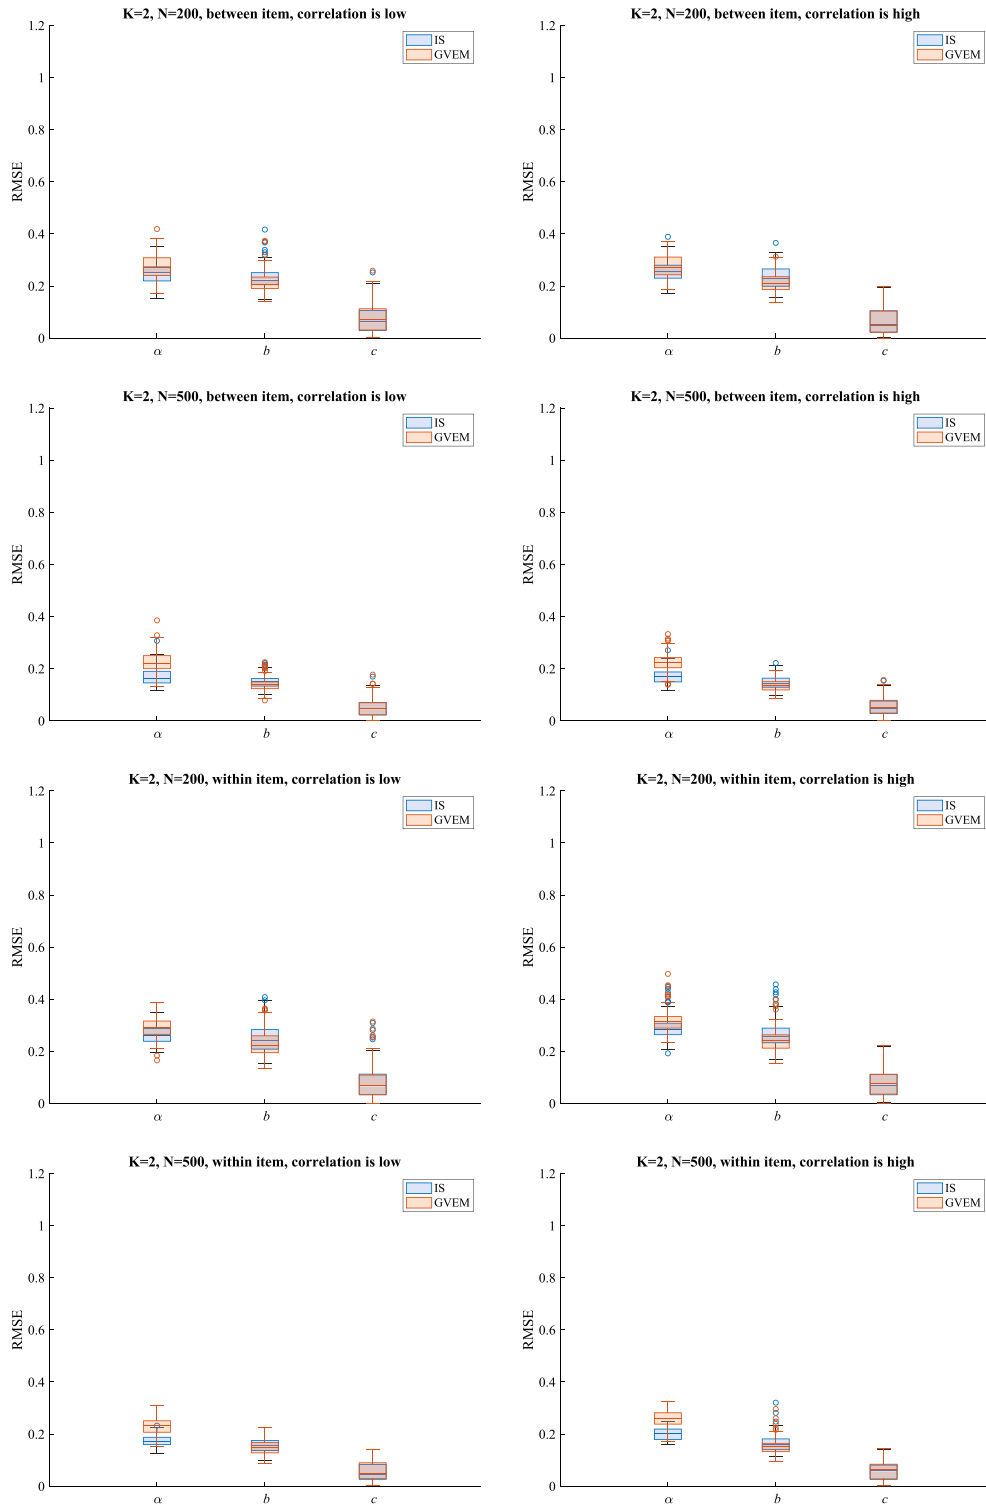 K=2, N=200, between item, correlation is low
1.2
1
0.8
0.6
0.4
0.2
0
RMSE
α b c
IS
GVEM
K=2, N=200, between item, correlation is high
1.2
1
0.8
0.6
0.4
0.2
0
RMSE
α b c
IS
GVEM
K=2, N=500, between item, correlation is low
1.2
1
0.8
0.6
0.4
0.2
0
RMSE
α b c
IS
GVEM
K=2, N=500, between item, correlation is high
1.2
1
0.8
0.6
0.4
0.2
0
RMSE
α b c
IS
GVEM
K=2, N=200, within item, correlation is low
1.2
1
0.8
0.6
0.4
0.2
0
RMSE
α b c
IS
GVEM
K=2, N=200, within item, correlation is high
1.2
1
0.8
0.6
0.4
0.2
0
RMSE
α b c
IS
GVEM
K=2, N=500, within item, correlation is low
1.2
1
0.8
0.6
0.4
0.2
0
RMSE
α b c
IS
GVEM
K=2, N=500, within item, correlation is high
1.2
1
0.8
0.6
0.4
0.2
0
RMSE
α b c
IS
GVEM